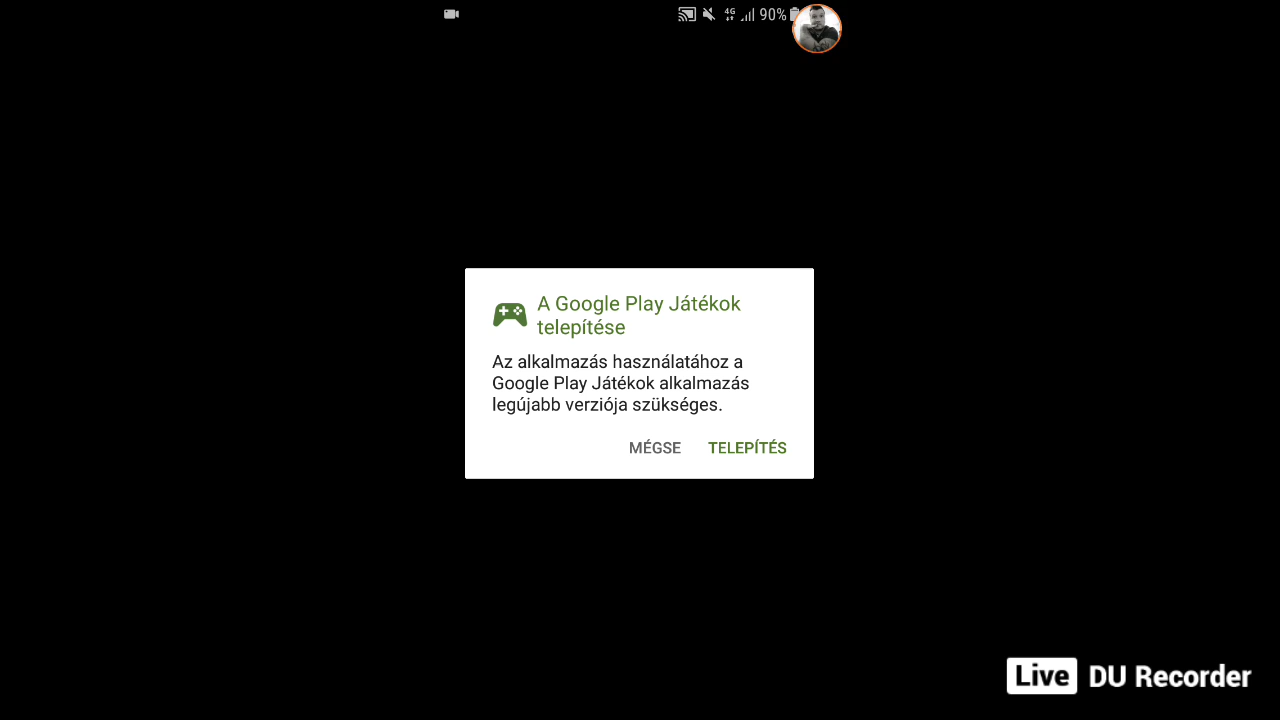 4G 90%
A Google Play Játékok
telepítése
Az alkalmazás használatához a
Google Play Játékok alkalmazás
legújabb verziója szükséges.
MÉGSE TELEPÍTÉS
Live DU Recorder